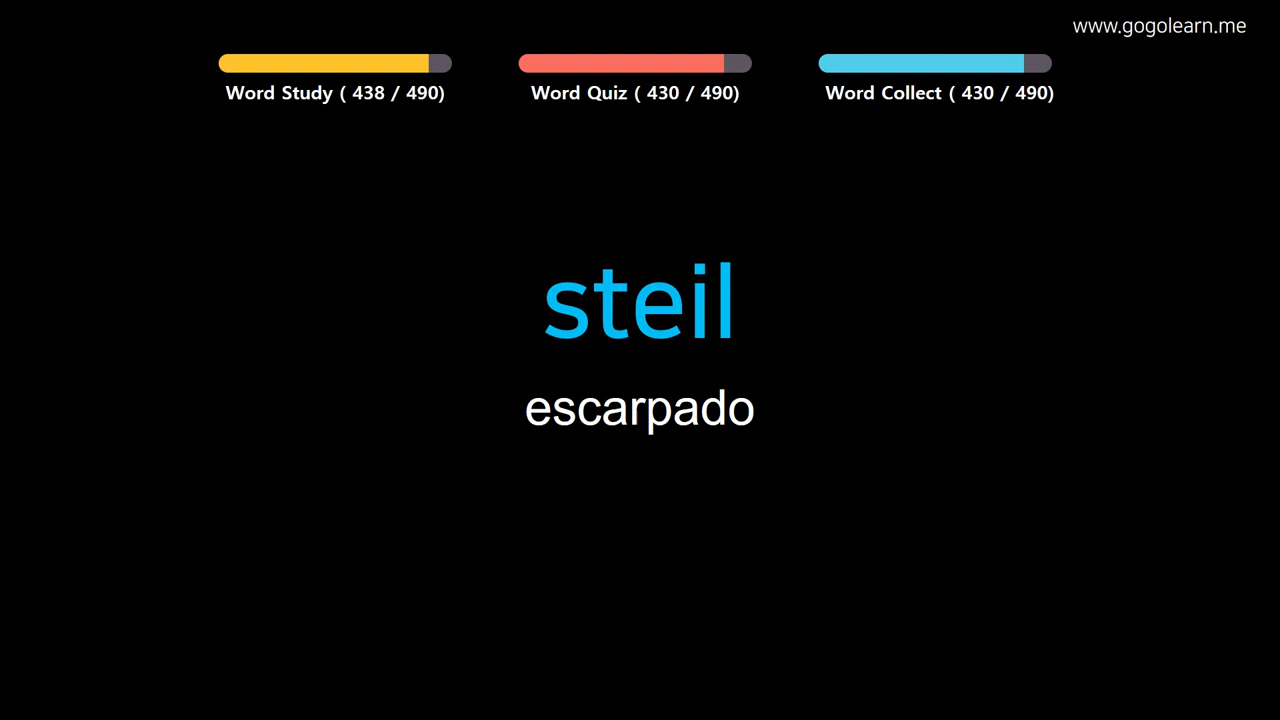 www.gogolearn.me
Word Study ( 438 / 490)
Word Quiz ( 430 / 490)
Word Collect ( 430 / 490)
steil
escarpado